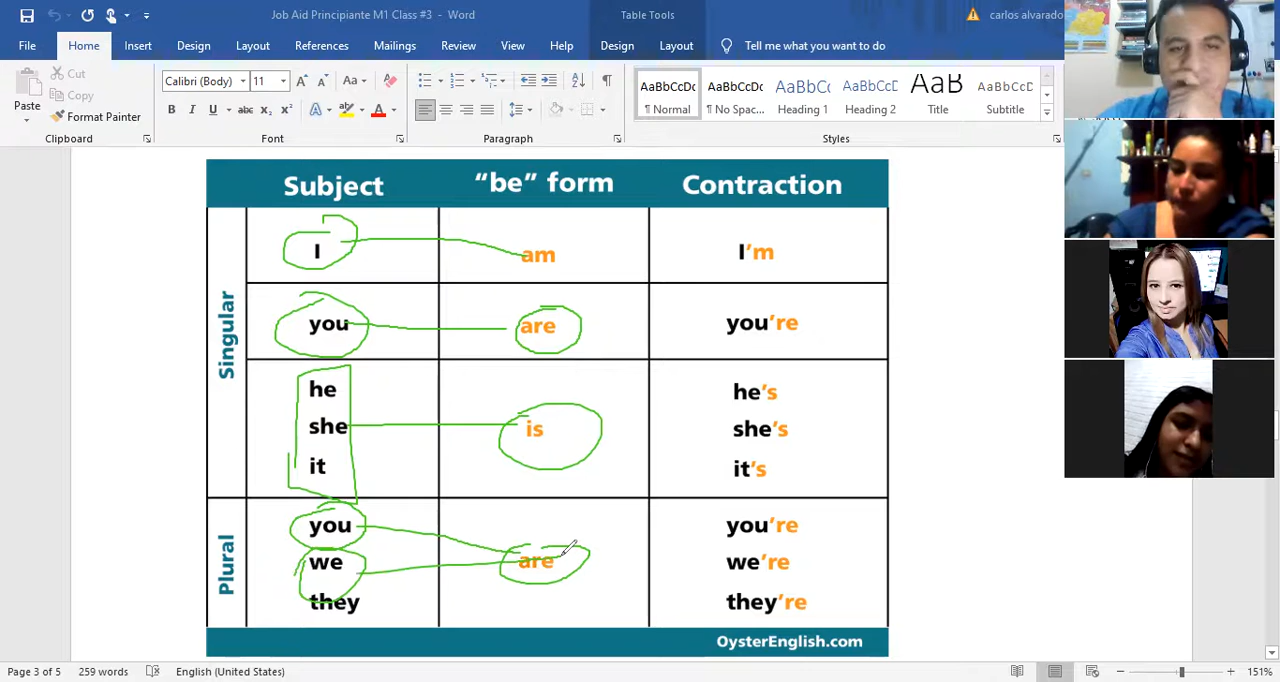 Job Aid Principiante M1 Class #3 - Word
Table Tools
carlos alvarado
File
Home
Insert
Design
Layout
References
Mailings
Review
View
Help
Design
Layout
Tell me what you want to do
Paste
Cut
Copy
Format Painter
Clipboard
Calibri (Body)
11
Font
Paragraph
AaBbCcDc
¶ Normal
AaBbCcDc
¶ No Spac...
AaBbCc
Heading 1
AaBbCcC
Heading 2
AaB
Title
AaBbCcC
Subtitle
Styles
Subject "be" form Contraction
Singular
I am I'm
you are you're
he he's
she is she's
it it's
Plural
you you're
we are we're
they they're
OysterEnglish.com
Page 3 of 5 259 words English (United States) 151%